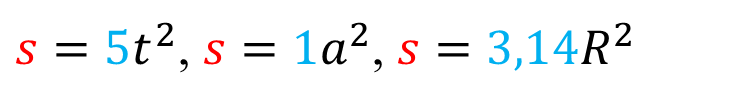 s = 5t², s = 1a², s = 3,14R²